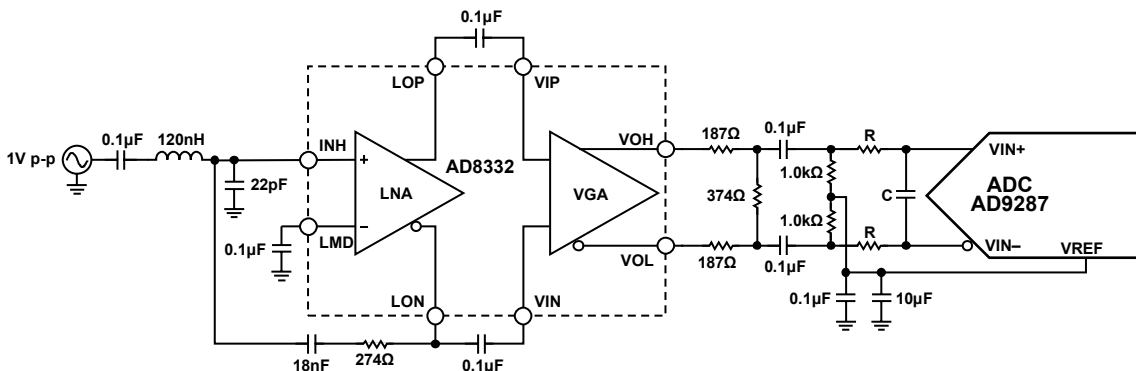 0.1µF
LOP
VIP
0.1µF
120nH
1V p-p
INH
AD8332
VOH
187Ω
0.1µF
R
VIN+
22pF
LNA
VGA
374Ω
1.0kΩ
1.0kΩ
C
ADC
AD9287
0.1µF
LMD
VOL
187Ω
0.1µF
R
VIN–
VREF
LON
VIN
0.1µF
10µF
18nF
274Ω
0.1µF
+
–